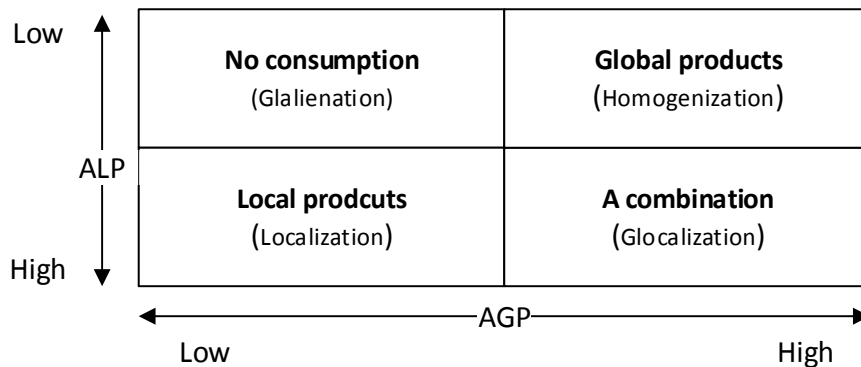 Low
No consumption
(Glalienation)
Global products
(Homogenization)
ALP
Local prodcuts
(Localization)
A combination
(Glocalization)
High
AGP
Low
High